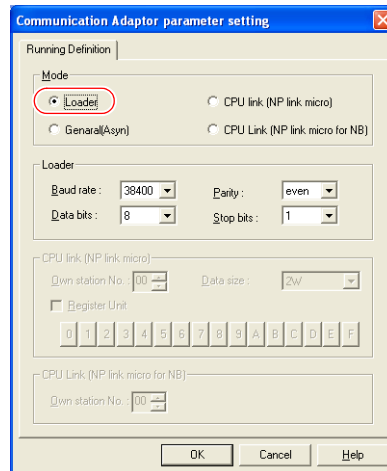 Communication Adaptor parameter setting
Running Definition
Mode
Loader
CPU link (NP link micro)
Genaral(Asyn)
CPU Link (NP link micro for NB)
Loader
Baud rate : 38400 Parity : even
Data bits : 8 Stop bits : 1
CPU link (NP link micro)
Own station No. : 00 Data size : 2W
Register Unit
0 1 2 3 4 5 6 7 8 9 A B C D E F
CPU Link (NP link micro for NB)
Own station No. : 00
OK Cancel Help